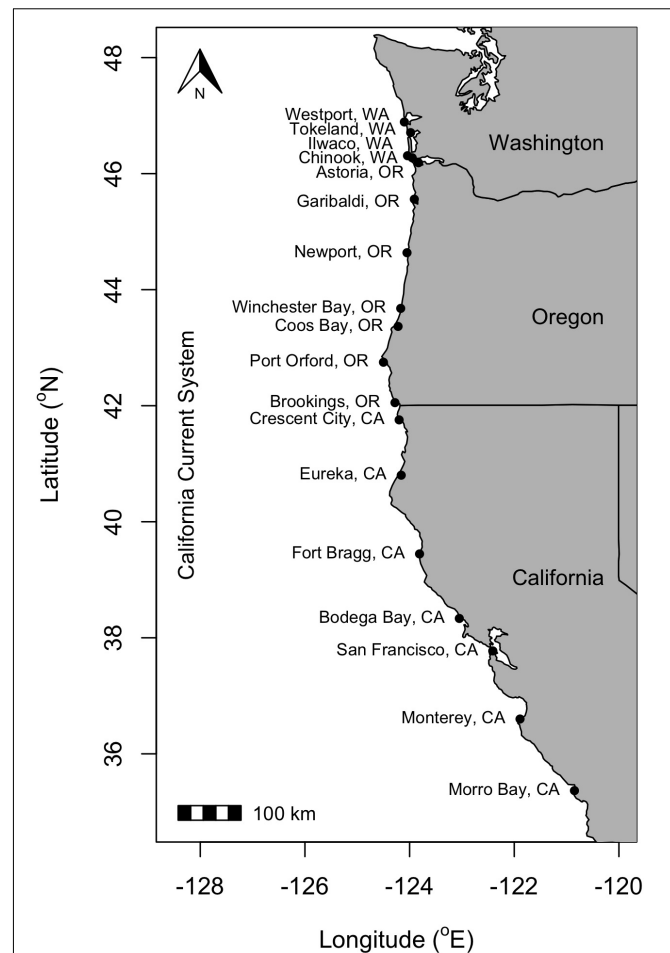 48
N
Westport, WA
Tokeland, WA
Ilwaco, WA
Chinook, WA
Astoria, OR
Washington
46
Garibaldi, OR
Newport, OR
44
Winchester Bay, OR
Coos Bay, OR
Oregon
Port Orford, OR
Brookings, OR
42
Crescent City, CA
Latitude (°N)
California Current System
Eureka, CA
40
Fort Bragg, CA
California
Bodega Bay, CA
38
San Francisco, CA
Monterey, CA
36
Morro Bay, CA
100 km
-128 -126 -124 -122 -120
Longitude (°E)